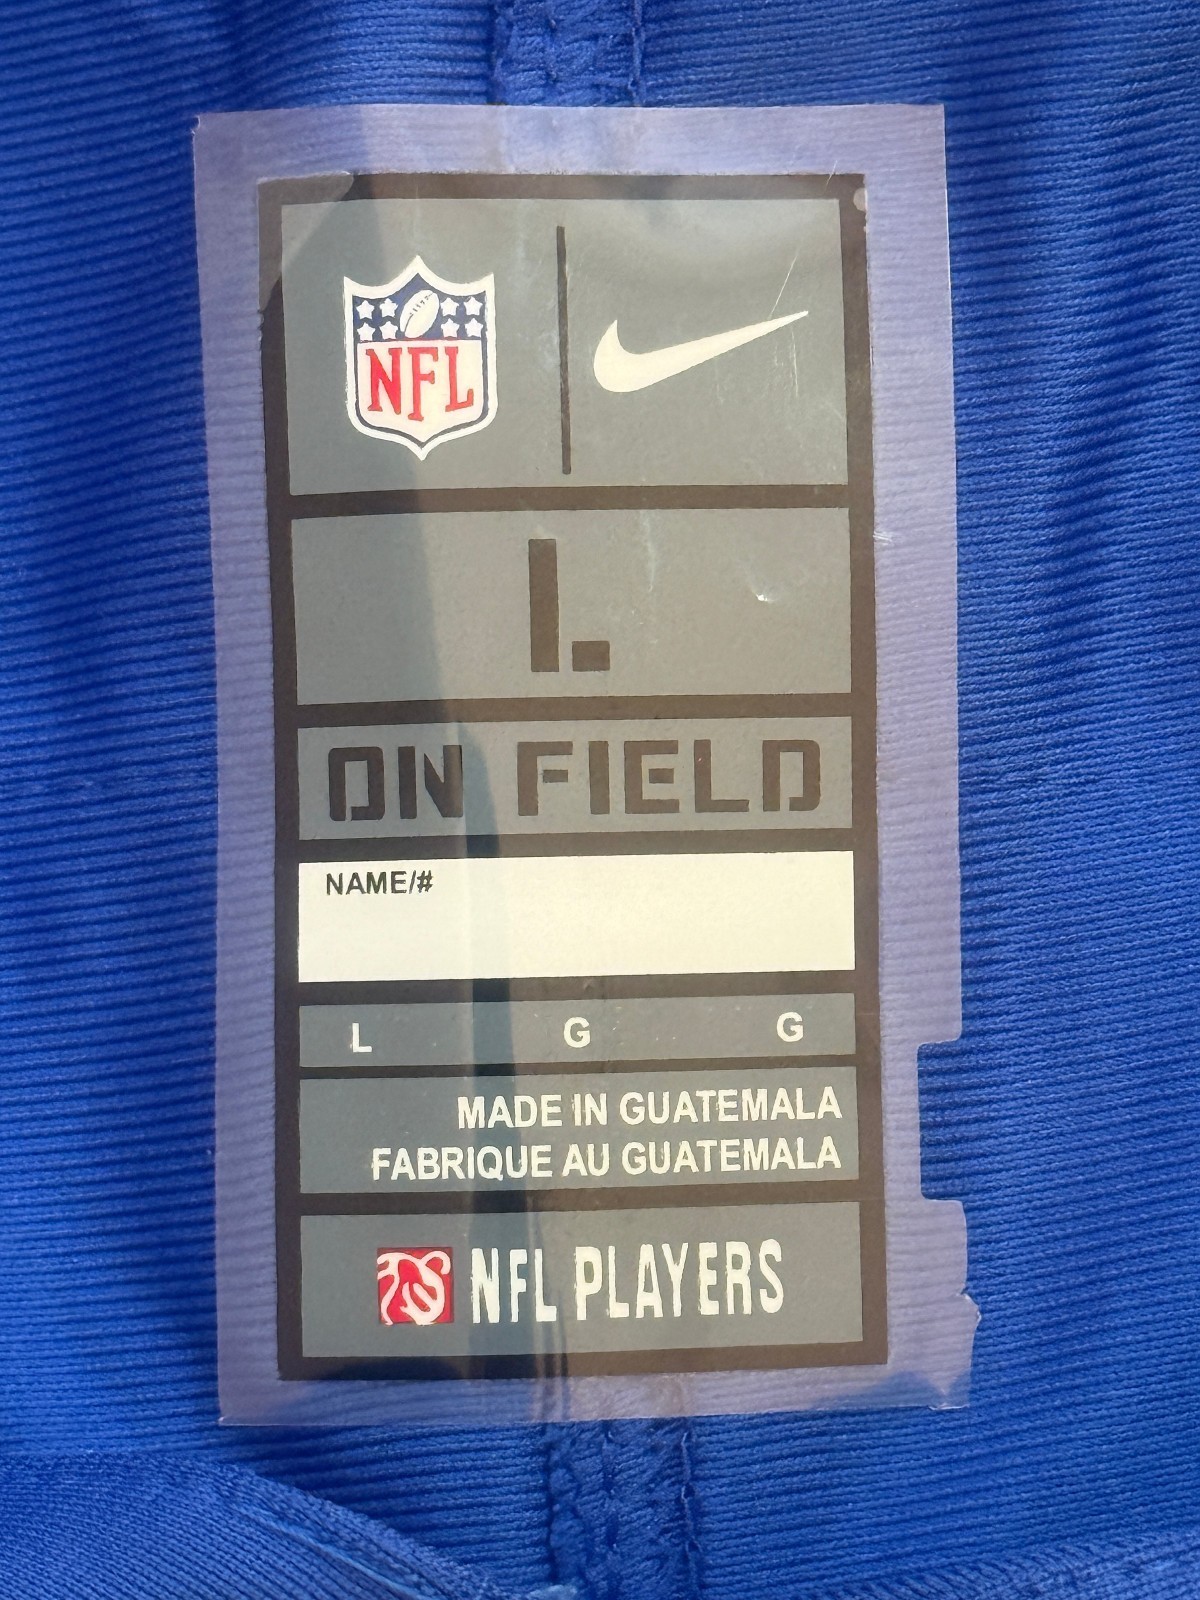 NFL
L
ON FIELD
NAME/#
L G G
MADE IN GUATEMALA
FABRIQUE AU GUATEMALA
NFL PLAYERS